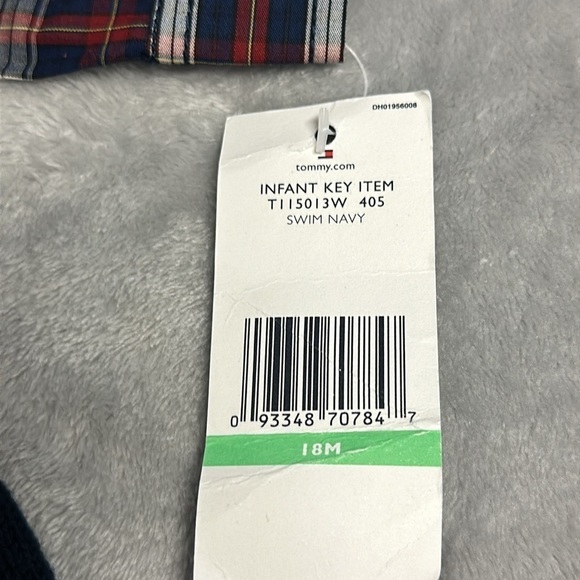 DH01956008
tommy.com
INFANT KEY ITEM
T115013W 405
SWIM NAVY
0 93348 70784 7
18M